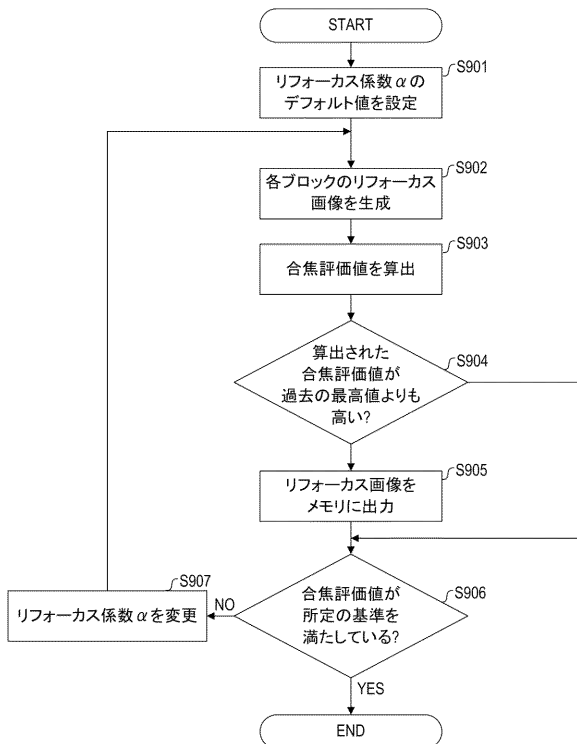 START
S901
リフォーカス係数αの
デフォルト値を設定
S902
各ブロックのリフォーカス
画像を生成
S903
合焦評価値を算出
S904
算出された
合焦評価値が
過去の最高値よりも
高い?
S905
リフォーカス画像を
メモリに出力
S906
合焦評価値が
所定の基準を
満たしている?
S907
NO
リフォーカス係数αを変更
YES
END